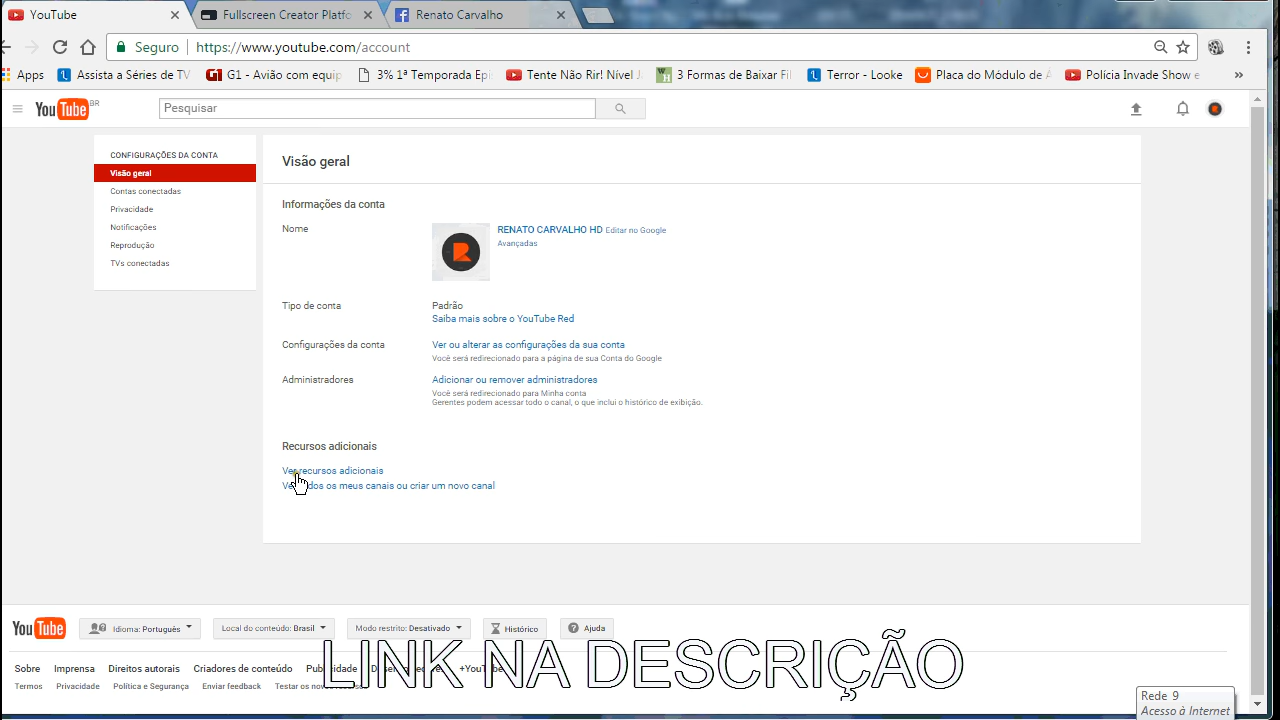 YouTube
Fullscreen Creator Platfo
Renato Carvalho
Seguro
https://www.youtube.com/account
Apps
Assista a Séries de TV
G1 - Avião com equip
3% 1ª Temporada Epi
Tente Não Rir! Nível
3 Formas de Baixar
Terror - Looke
Placa do Módulo de
Polícia Invade Show e
»
YouTube BR
Pesquisar
CONFIGURAÇÕES DA CONTA
Visão geral
Contas conectadas
Privacidade
Notificações
Reprodução
TVs conectadas
Visão geral
Informações da conta
Nome
RENATO CARVALHO HD Editar no Google
Avançadas
Tipo de conta
Padrão
Saiba mais sobre o YouTube Red
Configurações da conta
Ver ou alterar as configurações da sua conta
Você será redirecionado para a página de sua Conta do Google
Administradores
Adicionar ou remover administradores
Você será redirecionado para Minha conta
Gerentes podem acessar todo o canal, o que inclui o histórico de exibição.
Recursos adicionais
Ver recursos adicionais
os meus canais ou criar um novo canal
YouTube
Idioma: Português
Local do conteúdo: Brasil
Modo restrito: Desativado
Histórico
Ajuda
LINK NA DESCRIÇÃO
Sobre
Imprensa
Direitos autorais
Criadores de conteúdo
Publicidade
+YouTube
Termos
Privacidade
Política e Segurança
Enviar feedback
Testar os novos
Rede 9
Acesso à Internet